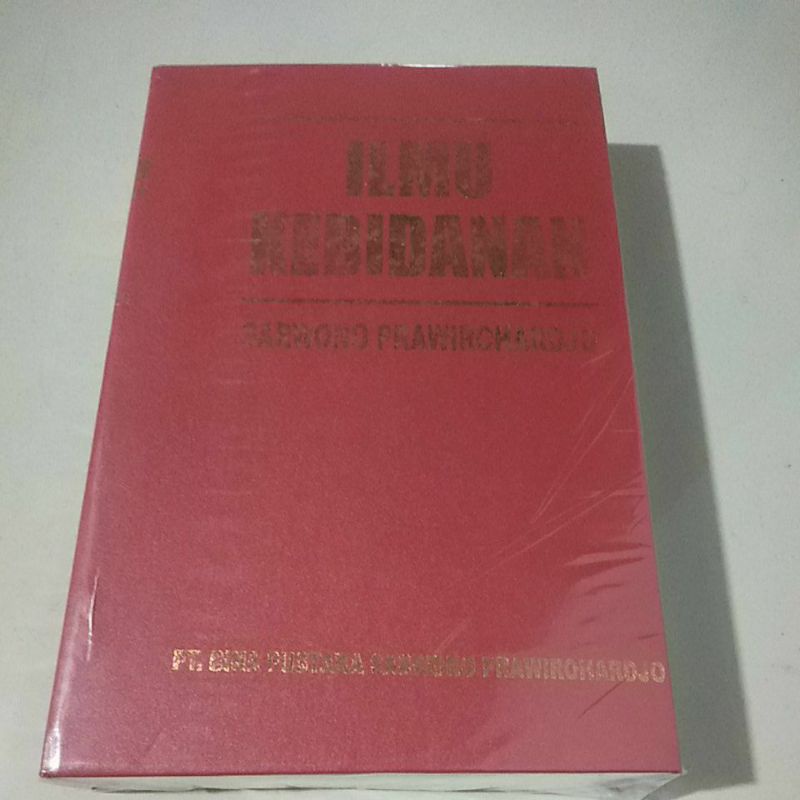 ILMU
KEBIDANAN
SARWONO PRAWIROHARDJO
PT. BINA PUSTAKA SARWONO PRAWIROHARDJO